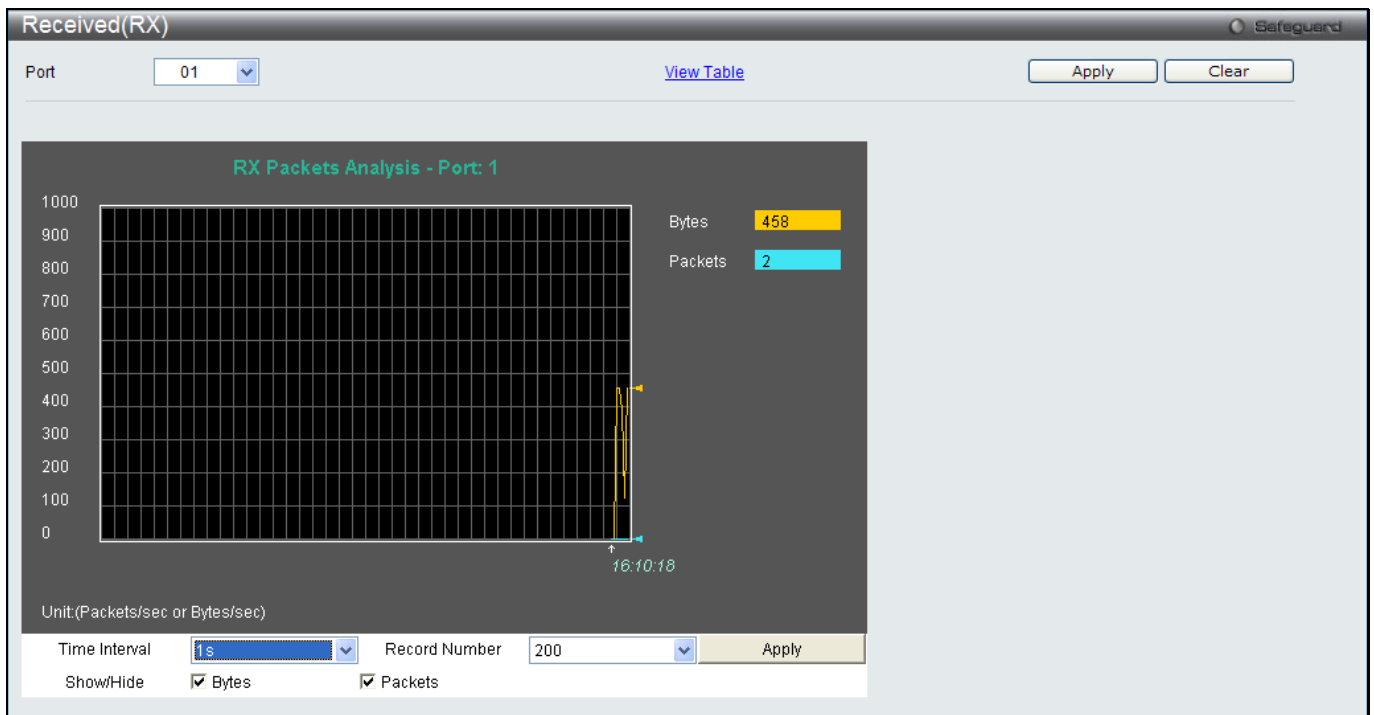 Received(RX)
Safeguard
Port 01 View Table Apply Clear
RX Packets Analysis - Port: 1
1000
900
800
700
600
500
400
300
200
100
0
Bytes 458
Packets 2
16:10:18
Unit:(Packets/sec or Bytes/sec)
Time Interval 1s Record Number 200 Apply
Show/Hide Bytes Packets